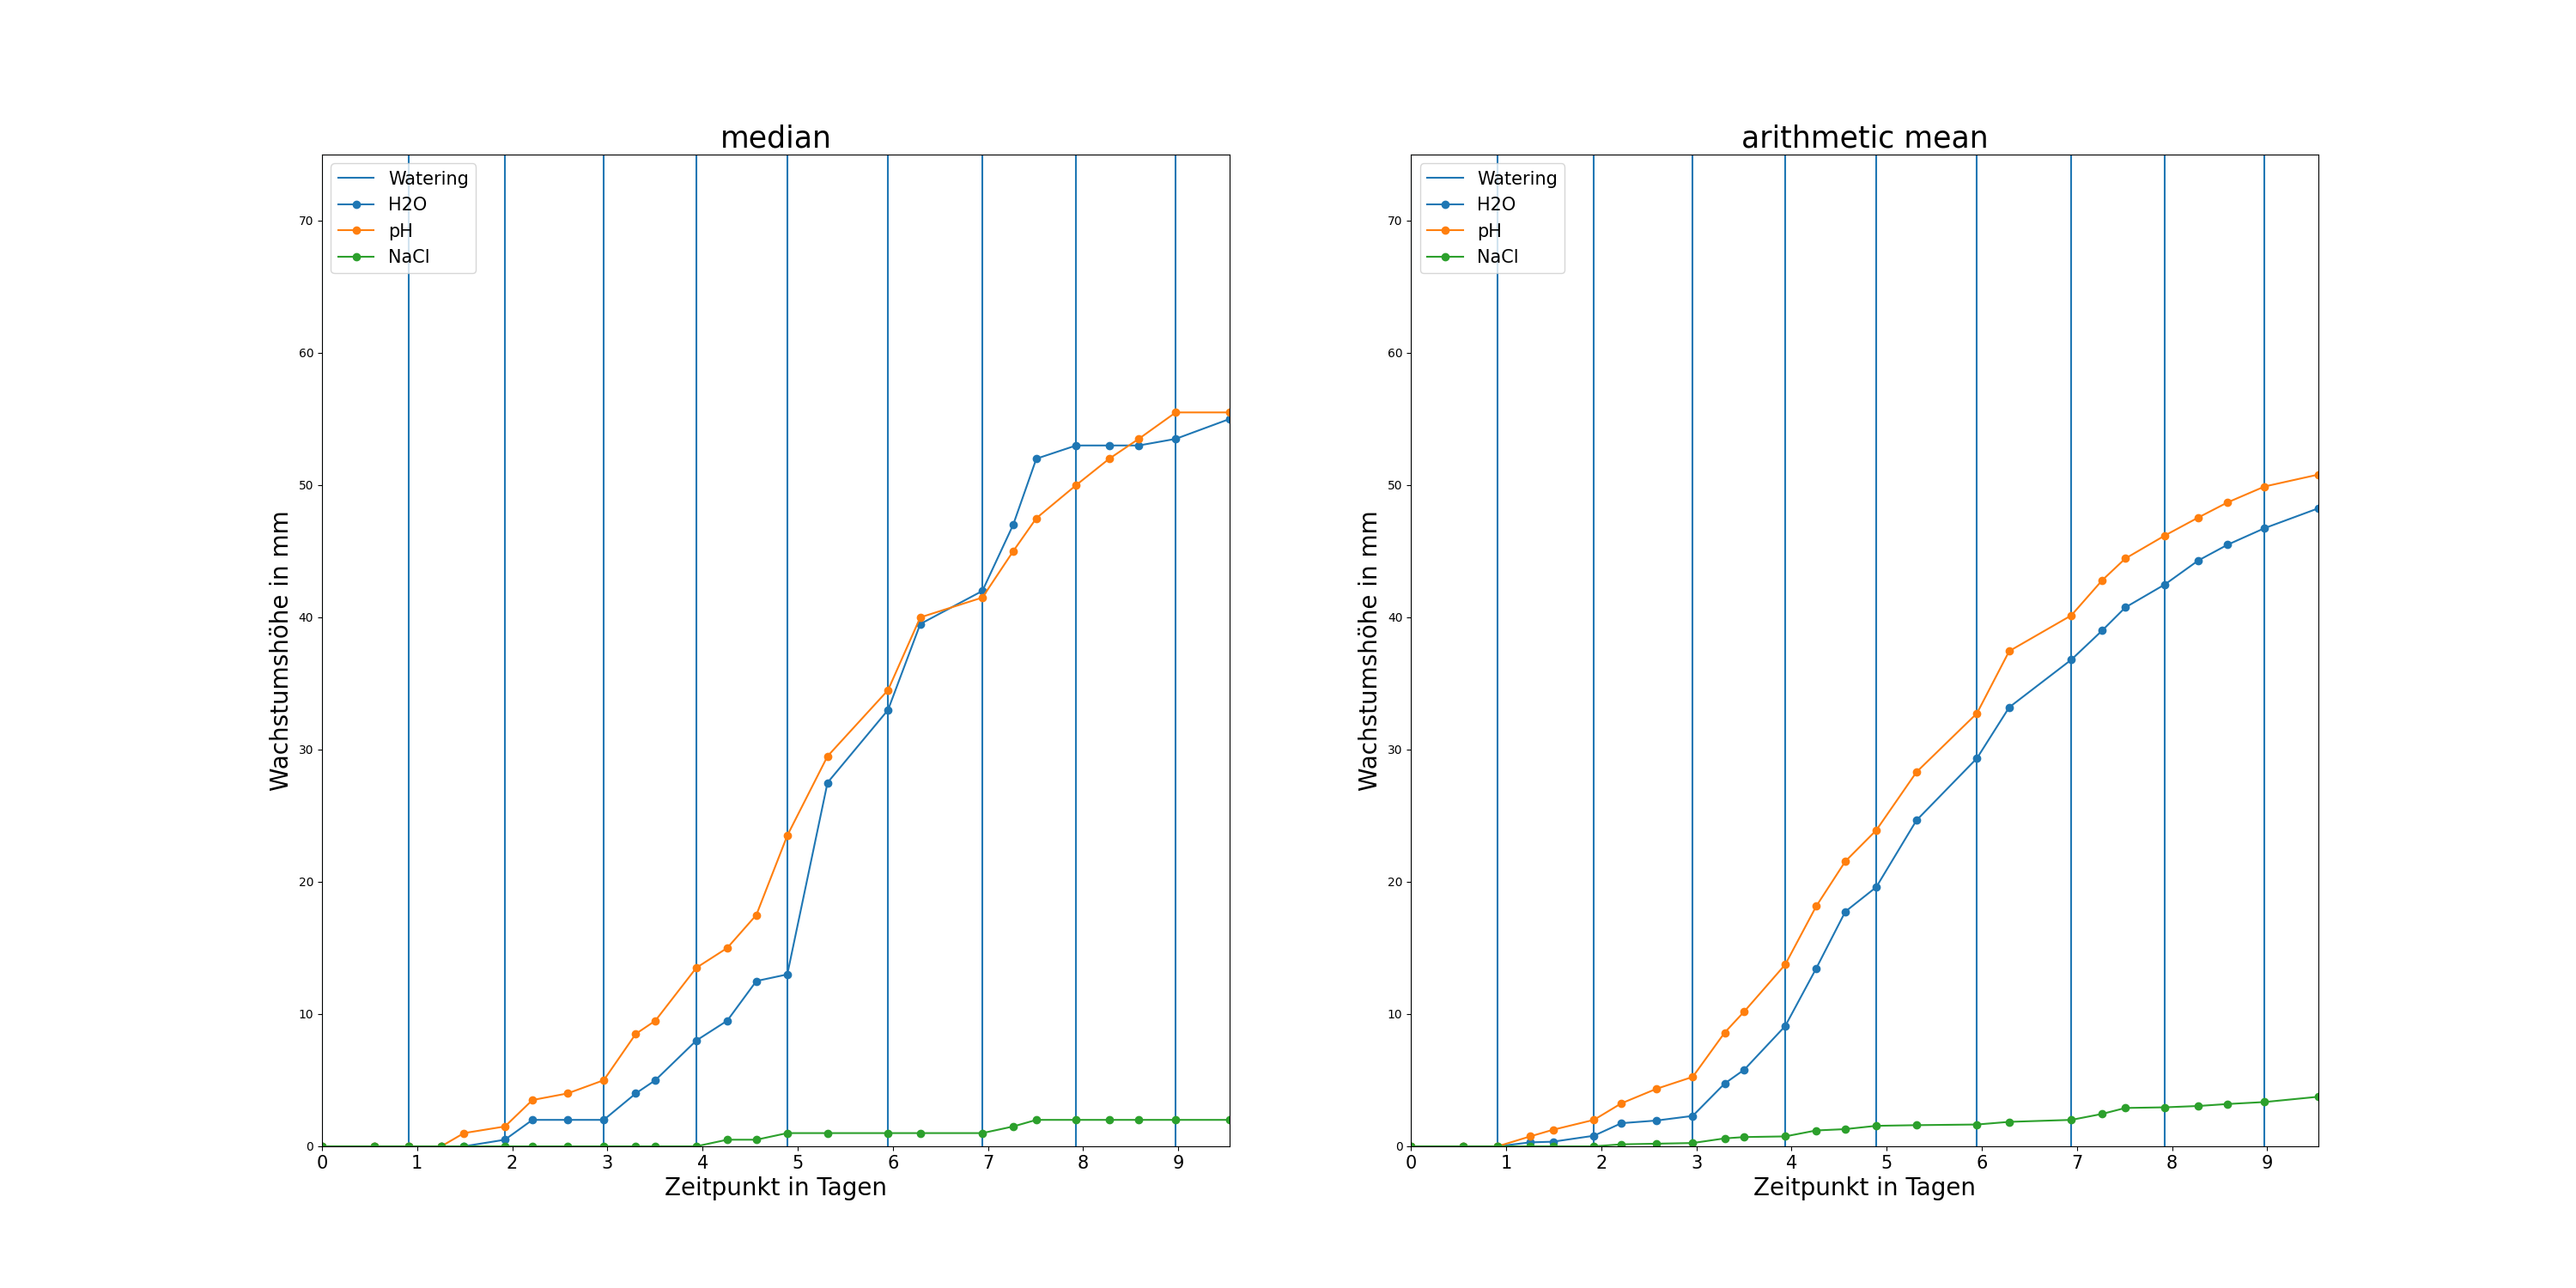 median
Watering
H2O
pH
NaCl
70
60
50
40
30
20
10
0
Wachstumshöhe in mm
0 1 2 3 4 5 6 7 8 9
Zeitpunkt in Tagen
arithmetic mean
Watering
H2O
pH
NaCl
70
60
50
40
30
20
10
0
Wachstumshöhe in mm
0 1 2 3 4 5 6 7 8 9
Zeitpunkt in Tagen